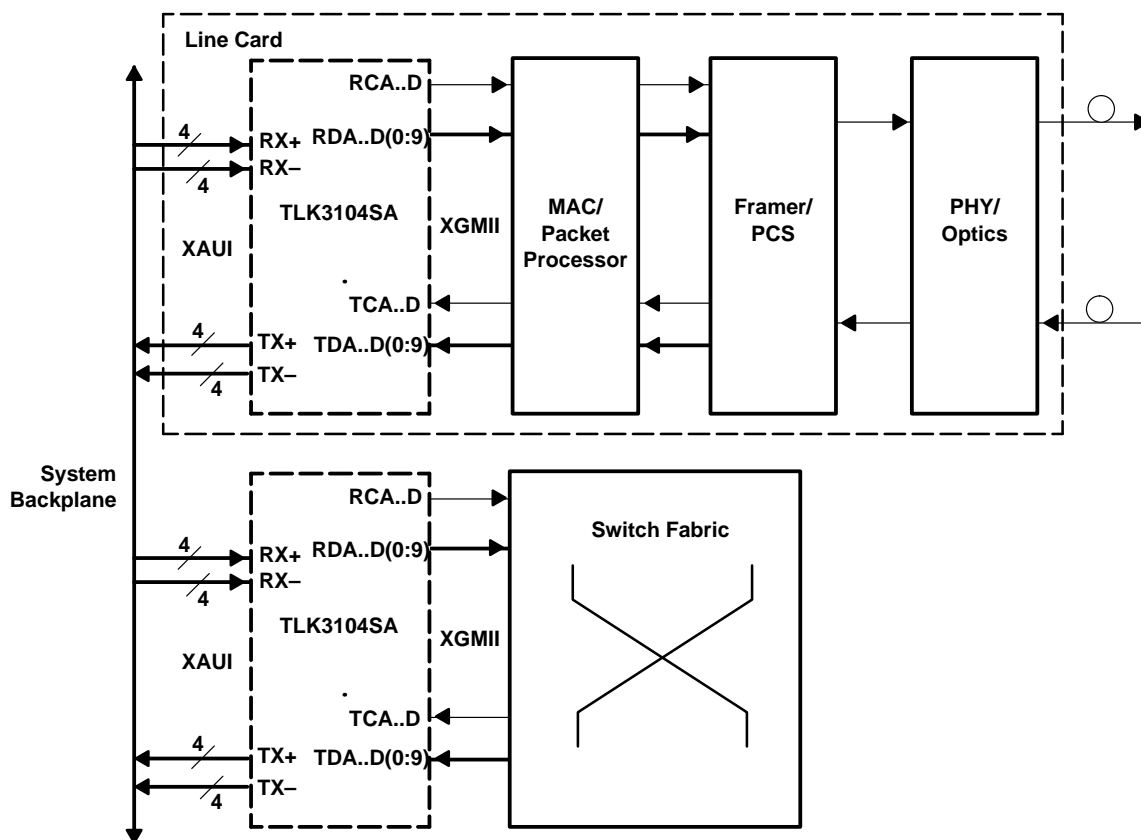 Line Card
RCA..D
4
RX+
RDA..D(0:9)
RX–
4
TLK3104SA
XGMII
XAUI
MAC/
Packet
Processor
Framer/
PCS
PHY/
Optics
TCA..D
4
TX+
TDA..D(0:9)
TX–
4
System
Backplane
RCA..D
Switch Fabric
4
RX+
RDA..D(0:9)
RX–
4
TLK3104SA
XGMII
XAUI
TCA..D
4
TX+
TDA..D(0:9)
TX–
4